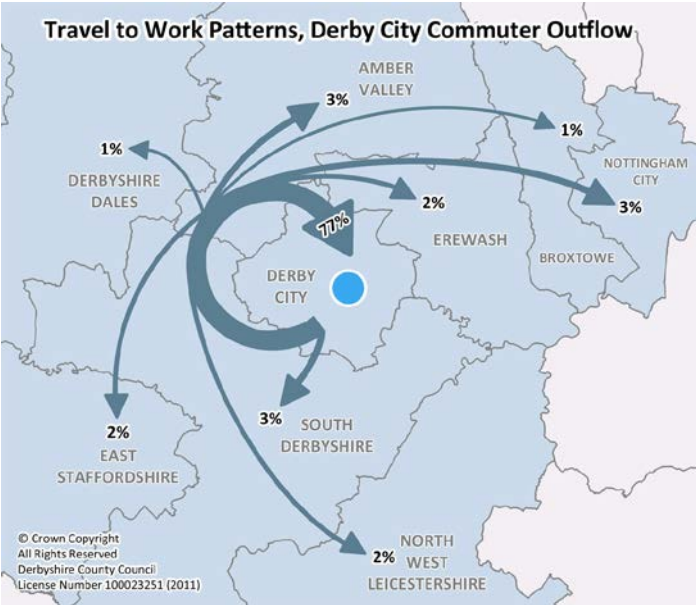 Travel to Work Patterns, Derby City Commuter Outflow
AMBER
VALLEY
3%
1%
1%
DERBYSHIRE
DALES
NOTTINGHAM
CITY
3%
2%
77%
EREWASH
BROXTOWE
DERBY
CITY
3%
SOUTH
DERBYSHIRE
2%
EAST
STAFFORDSHIRE
2%
NORTH
WEST
LEICESTERSHIRE
© Crown Copyright
All Rights Reserved
Derbyshire County Council
License Number 100023251 (2011)